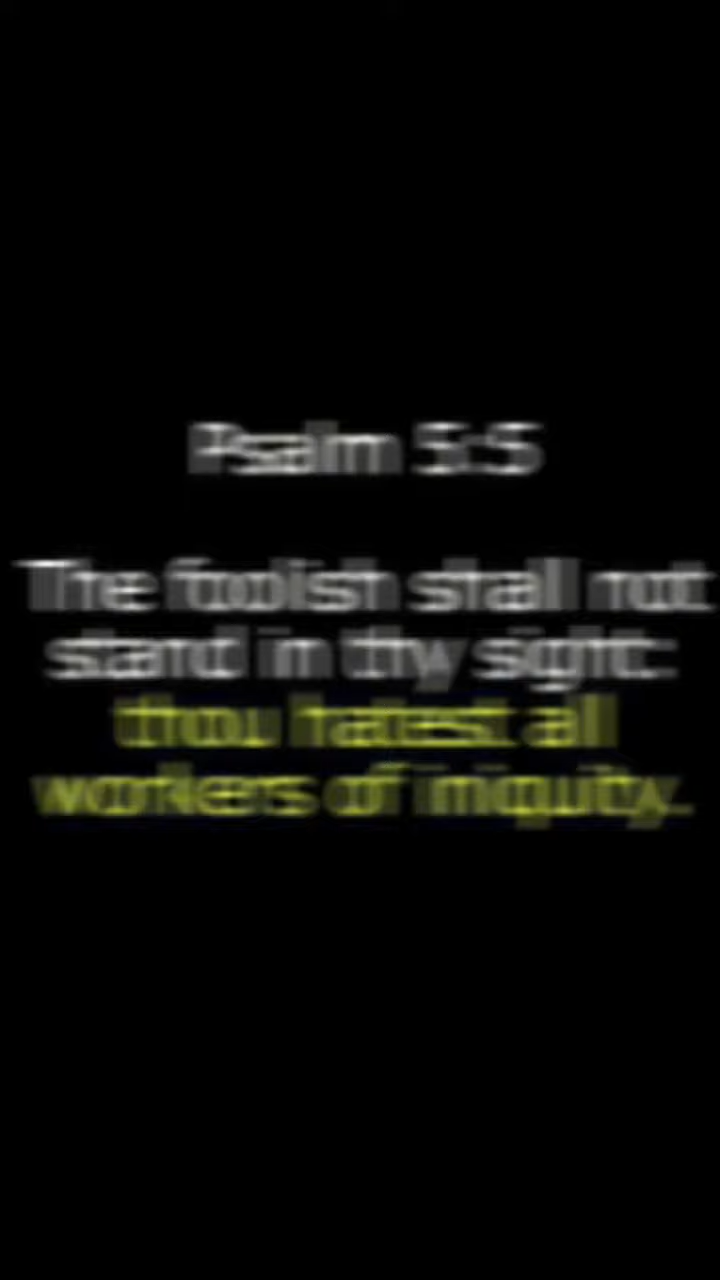 Psalm 5:5
The foolish shall not
stand in thy sight:
thou hatest all
workers of iniquity.